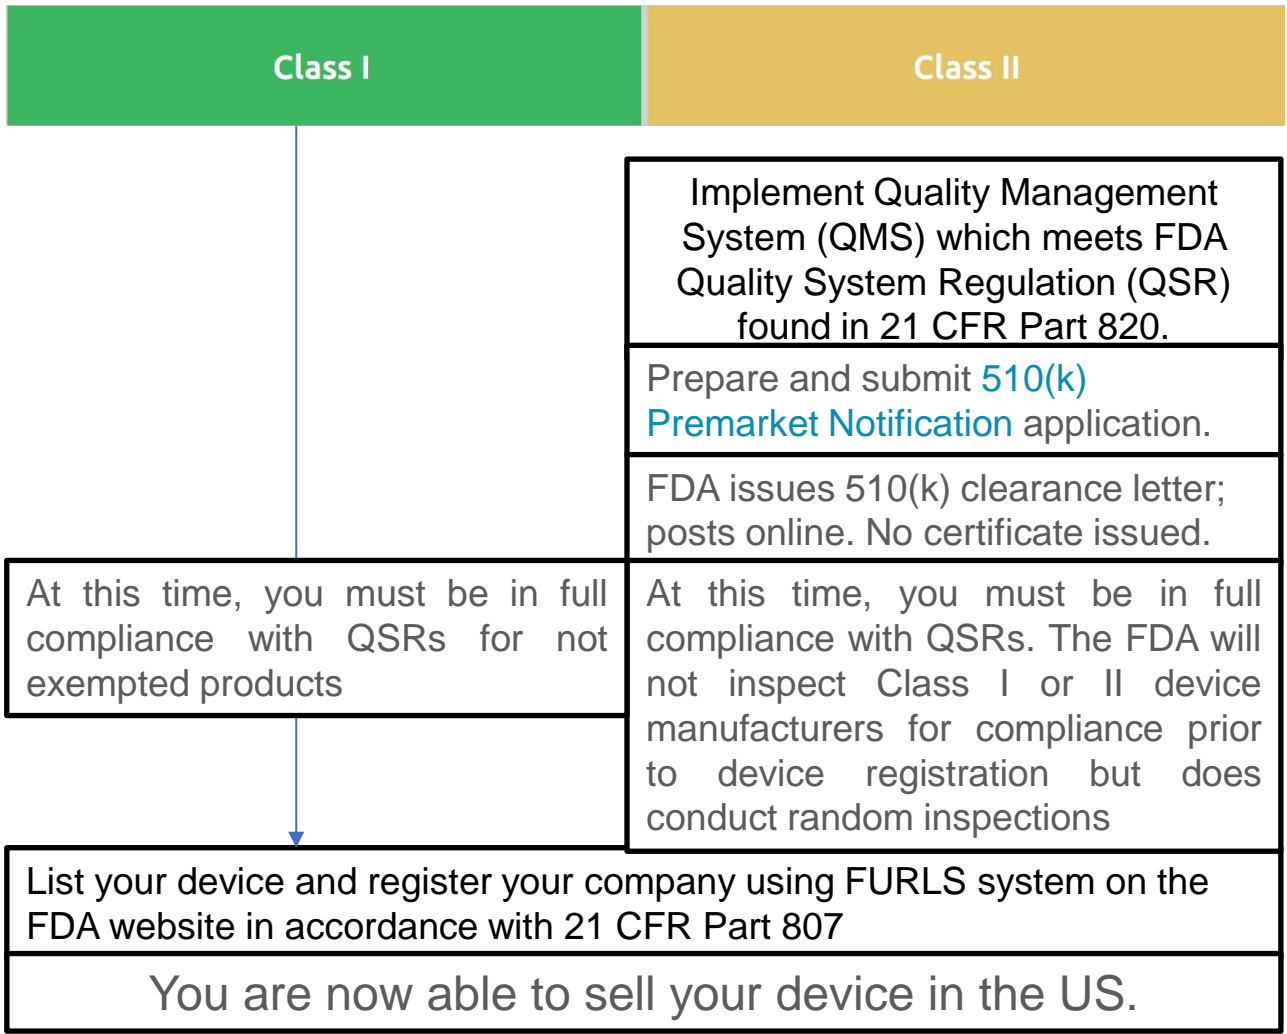 Class I
Class II
Implement Quality Management
System (QMS) which meets FDA
Quality System Regulation (QSR)
found in 21 CFR Part 820.
Prepare and submit 510(k)
Premarket Notification application.
FDA issues 510(k) clearance letter;
posts online. No certificate issued.
At this time, you must be in full
compliance with QSRs for not
exempted products
At this time, you must be in full
compliance with QSRs. The FDA will
not inspect Class I or II device
manufacturers for compliance prior
to device registration but does
conduct random inspections
List your device and register your company using FURLS system on the
FDA website in accordance with 21 CFR Part 807
You are now able to sell your device in the US.